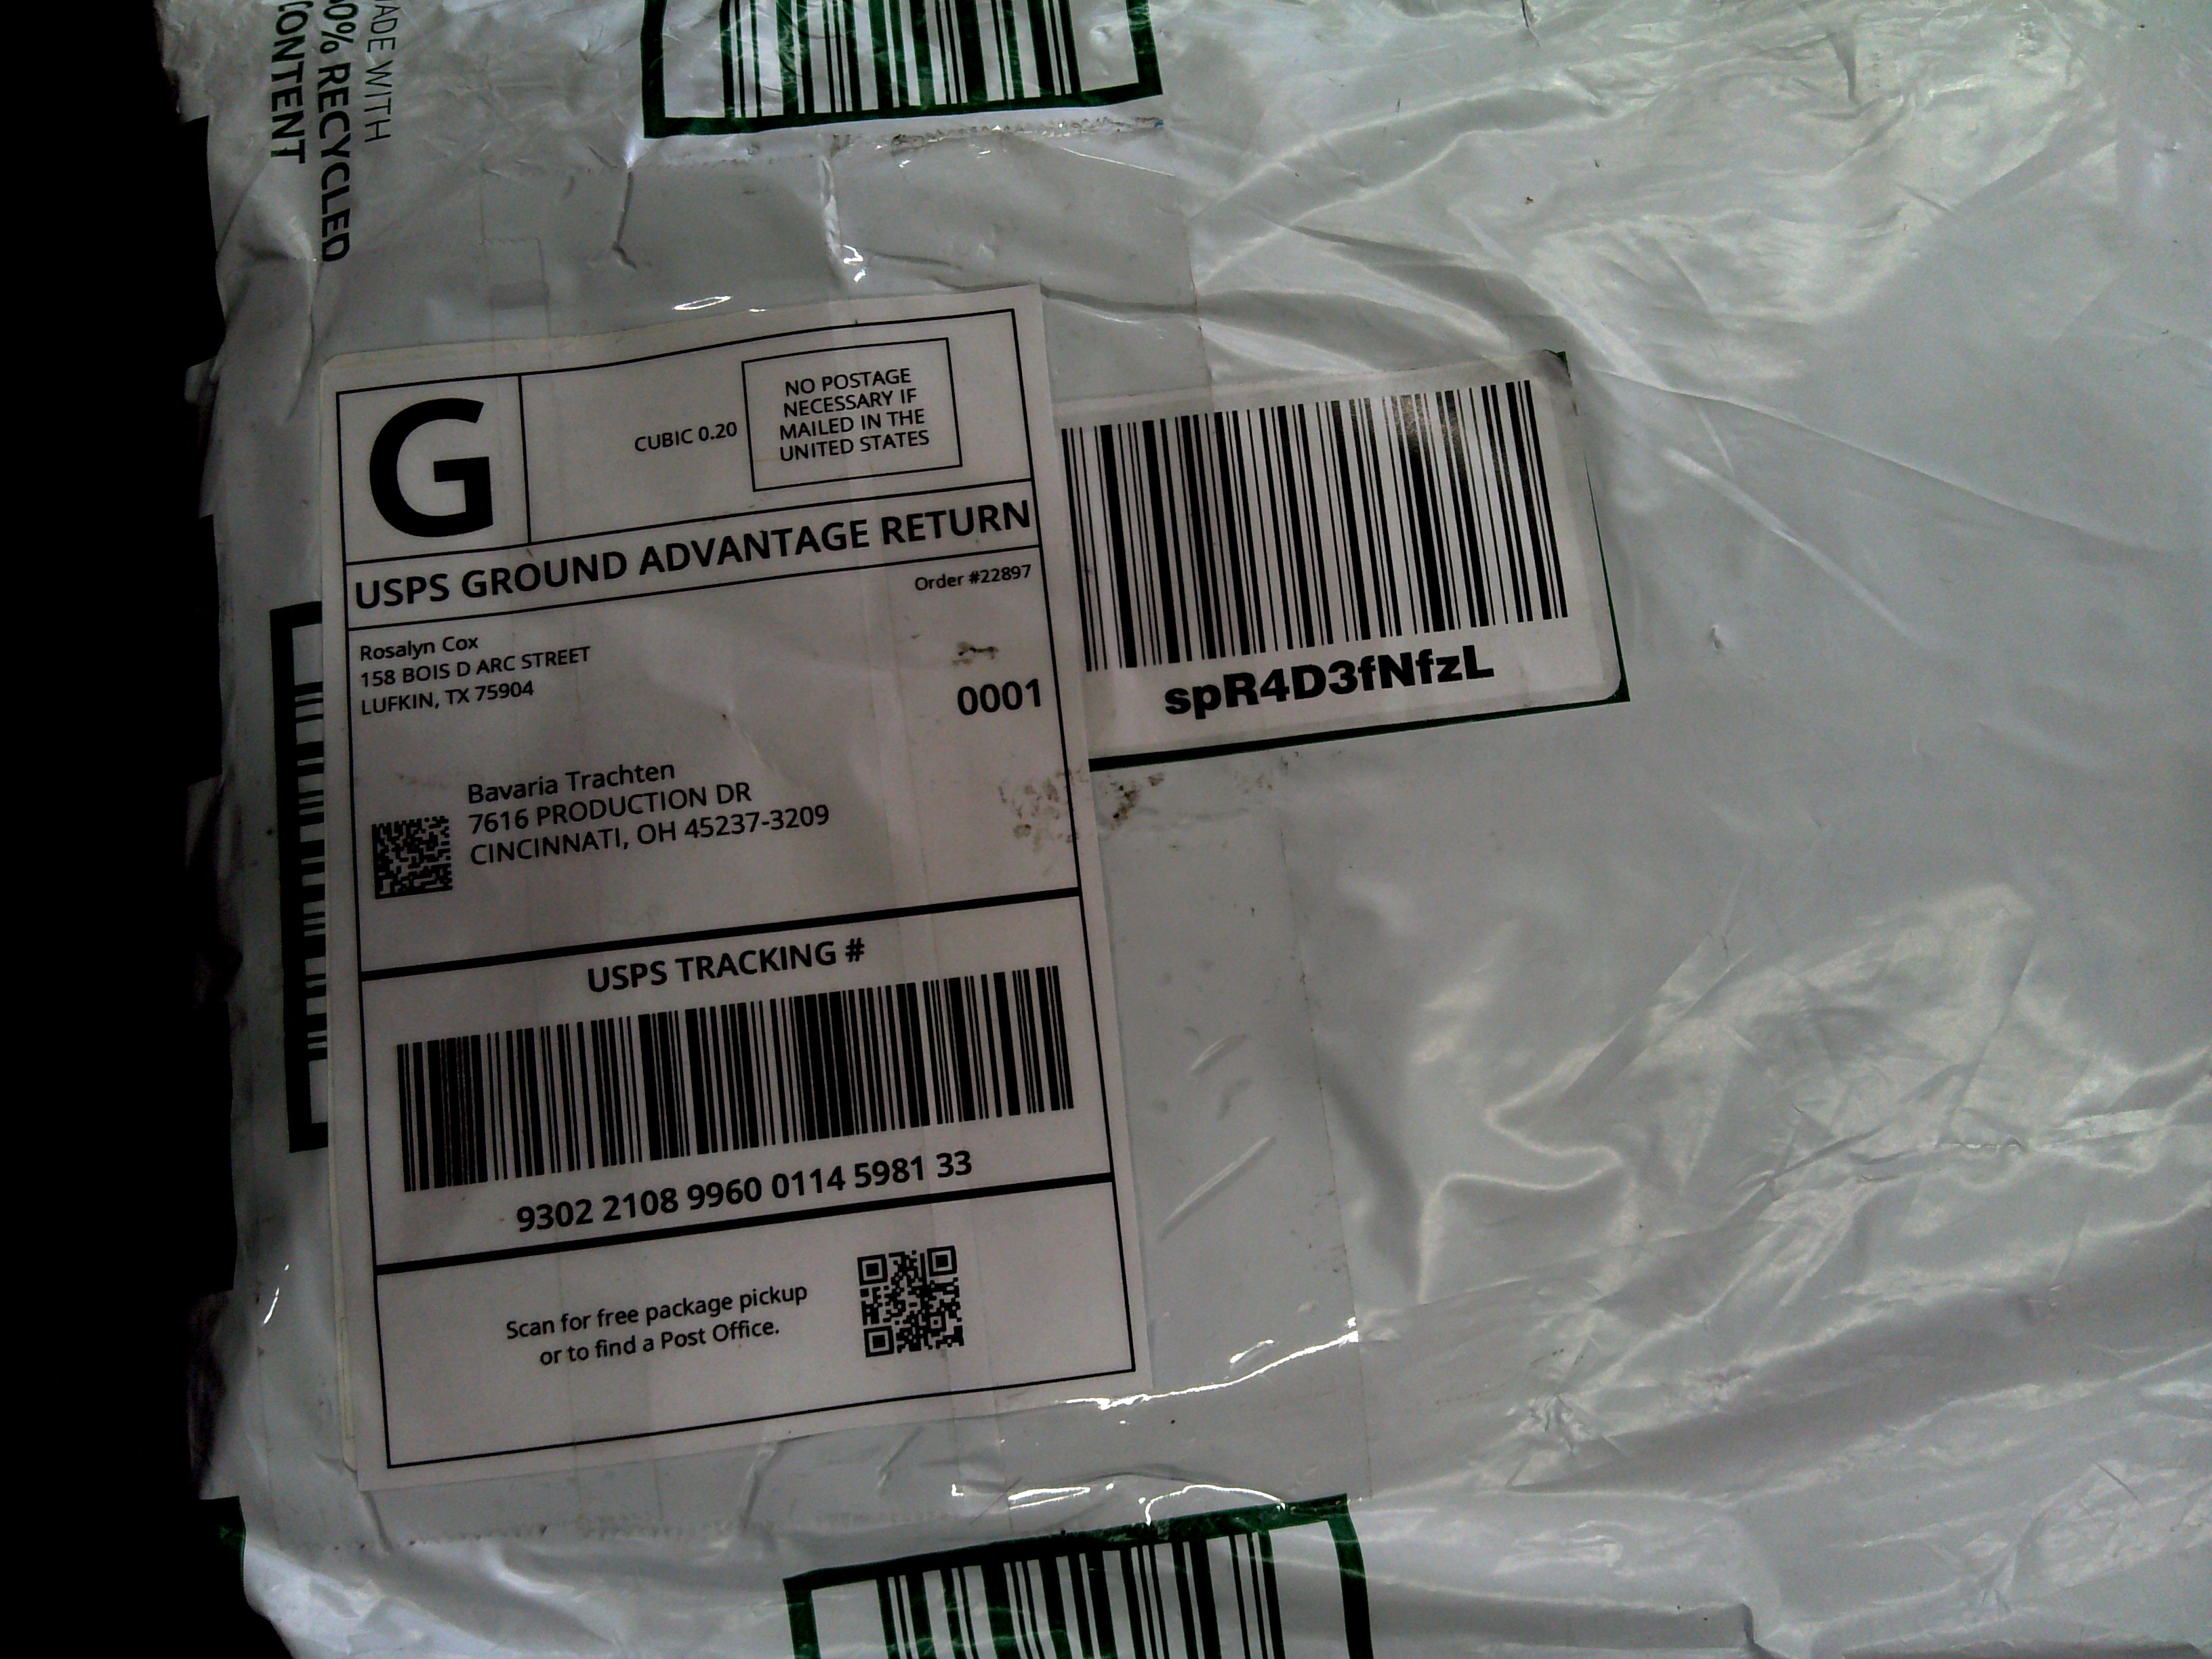 MADE WITH
RECYCLED
CONTENT
G
CUBIC 0.20
NO POSTAGE
NECESSARY IF
MAILED IN THE
UNITED STATES
USPS GROUND ADVANTAGE RETURN
Order #22897
Rosalyn Cox
158 BOIS D ARC STREET
LUFKIN, TX 75904
0001
Bavaria Trachten
7616 PRODUCTION DR
CINCINNATI, OH 45237-3209
USPS TRACKING #
9302 2108 9960 0114 5981 33
Scan for free package pickup
or to find a Post Office.
spR4D3fNfzL